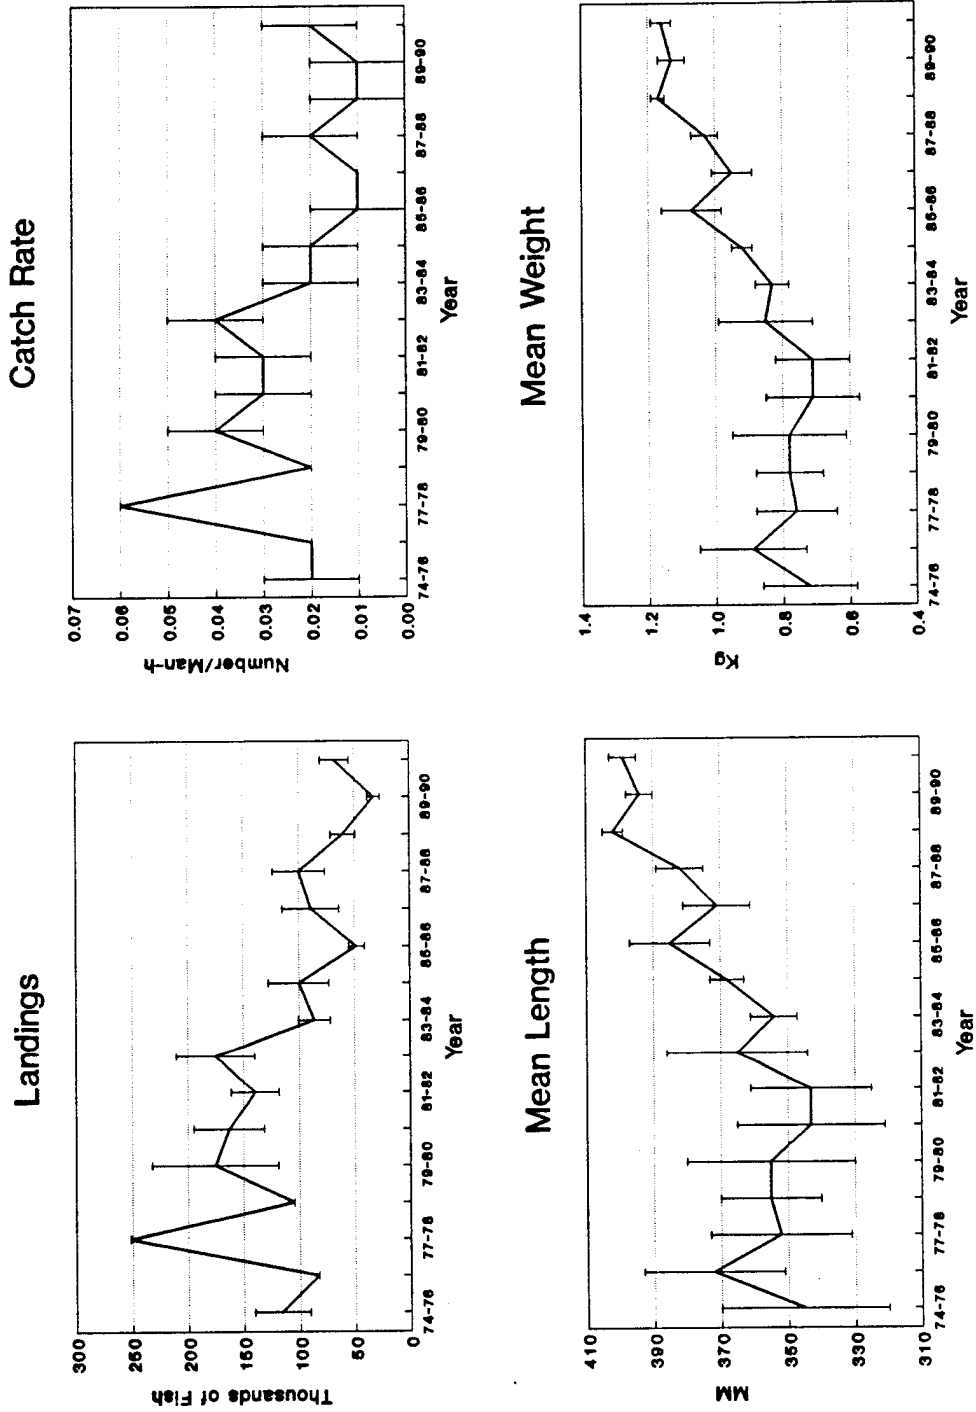 Landings
Thousands of Fish
300
250
200
150
100
50
0
74-76 77-78 79-80 81-82 83-84 85-86 87-88 89-90
Year
Catch Rate
Number/Man-h
0.07
0.06
0.05
0.04
0.03
0.02
0.01
0.00
74-76 77-78 79-80 81-82 83-84 85-86 87-88 89-90
Year
Mean Length
MM
410
390
370
350
330
310
74-76 77-78 79-80 81-82 83-84 85-86 87-88 89-90
Year
Mean Weight
Kg
1.4
1.2
1.0
0.8
0.6
0.4
74-76 77-78 79-80 81-82 83-84 85-86 87-88 89-90
Year